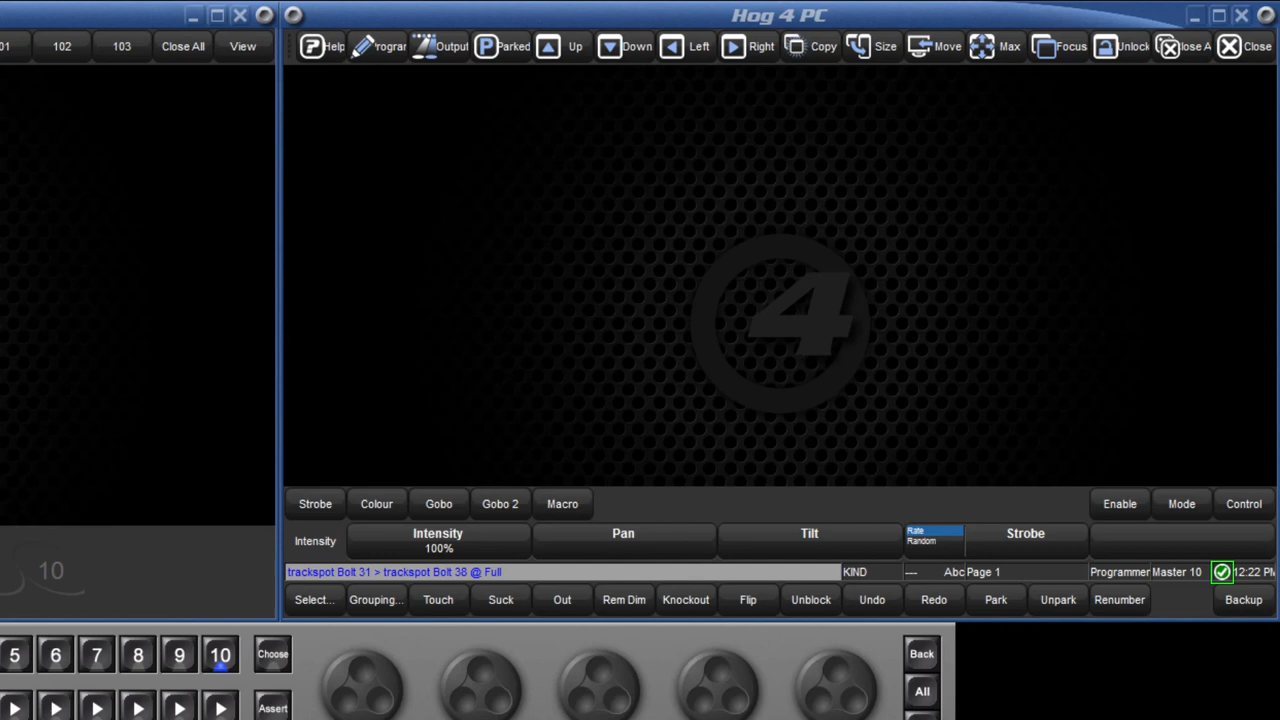 Hog 4 PC
01 102 103 Close All View
Help Progran Output Parked Up Down Left Right Copy Size Move Max Focus Unlock lose A Close
4
Strobe Colour Gobo Gobo 2 Macro Enable Mode Control
Intensity Intensity Pan Tilt Rate Strobe
100% Random
10
trackspot Bolt 31 > trackspot Bolt 38 @ Full KIND --- Abc Page 1 Programmer Master 10 12:22 PM
Select... Grouping... Touch Suck Out Rem Dim Knockout Flip Unblock Undo Redo Park Unpark Renumber Backup
5 6 7 8 9 10 Choose Back
Assert All